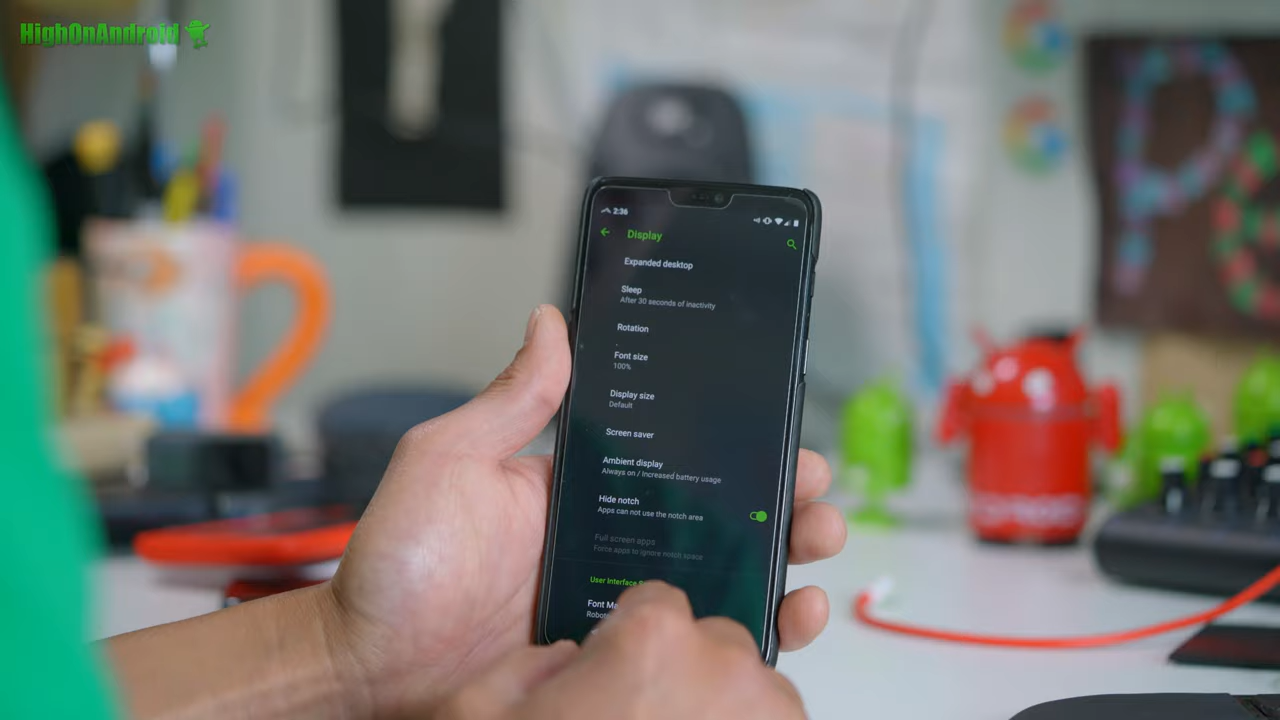 HighOnAndroid
2:36
Display
Expanded desktop
Sleep
After 30 seconds of inactivity
Rotation
Font size
100%
Display size
Default
Screen saver
Ambient display
Always on / Increased battery usage
Hide notch
Apps can not use the notch area
Full screen apps
Force apps to ignore notch space
User Interface
Font